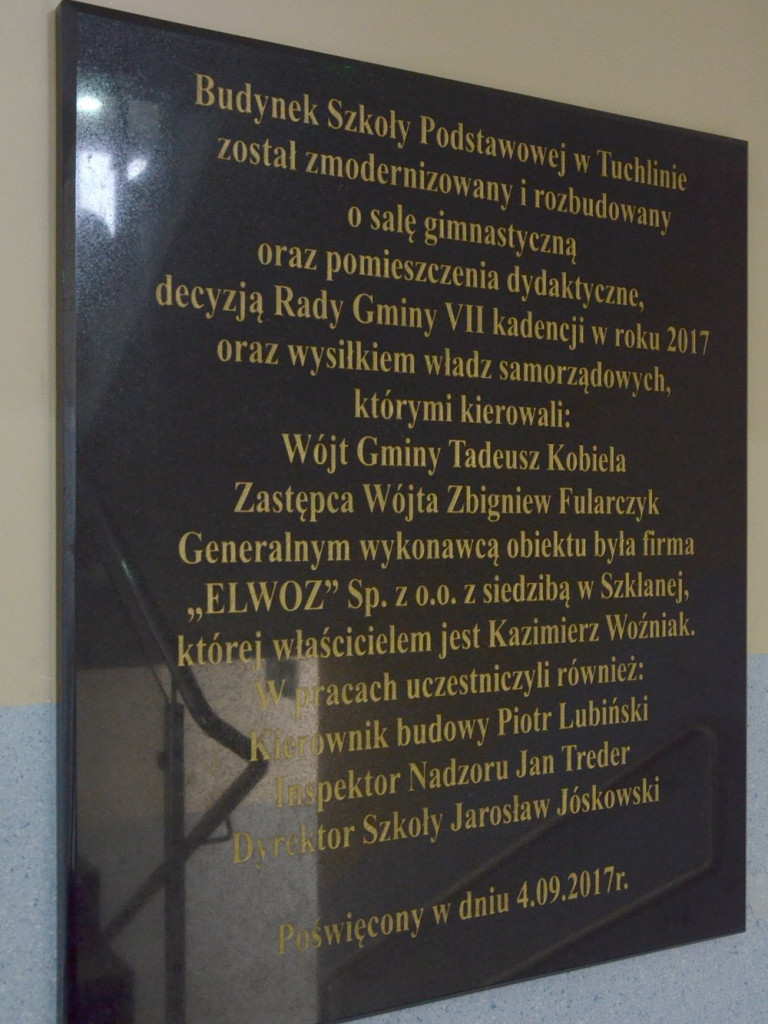 Budynek Szkoły Podstawowej w Tuchlinie
został zmodernizowany i rozbudowany
o salę gimnastyczną
oraz pomieszczenia dydaktyczne,
decyzją Rady Gminy VII kadencji w roku 2017
oraz wysiłkiem władz samorządowych,
którymi kierowali:
Wójt Gminy Tadeusz Kobiela
Zastępca Wójta Zbigniew Fularczyk
Generalnym wykonawcą obiektu była firma
„ELWOZ” Sp. z o.o. z siedzibą w Szklanej,
której właścicielem jest Kazimierz Woźniak.
W pracach uczestniczyli również:
Kierownik budowy Piotr Lubiński
Inspektor Nadzoru Jan Treder
Dyrektor Szkoły Jarosław Jóskowski
Poświęcony w dniu 4.09.2017r.